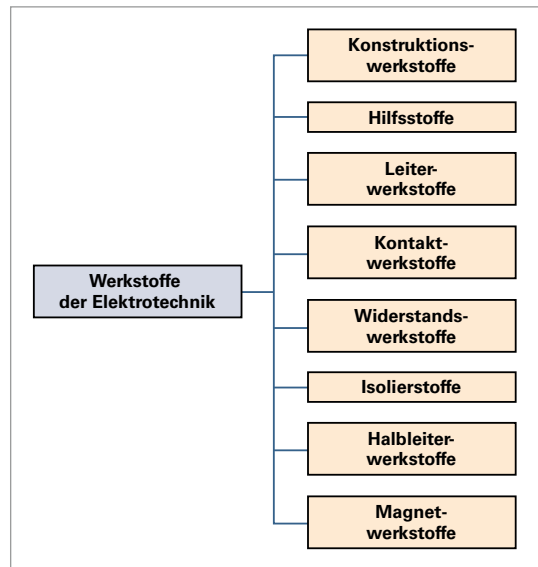 Konstruktions-
werkstoffe
Hilfsstoffe
Leiter-
werkstoffe
Kontakt-
werkstoffe
Werkstoffe
der Elektrotechnik
Widerstands-
werkstoffe
Isolierstoffe
Halbleiter-
werkstoffe
Magnet-
werkstoffe